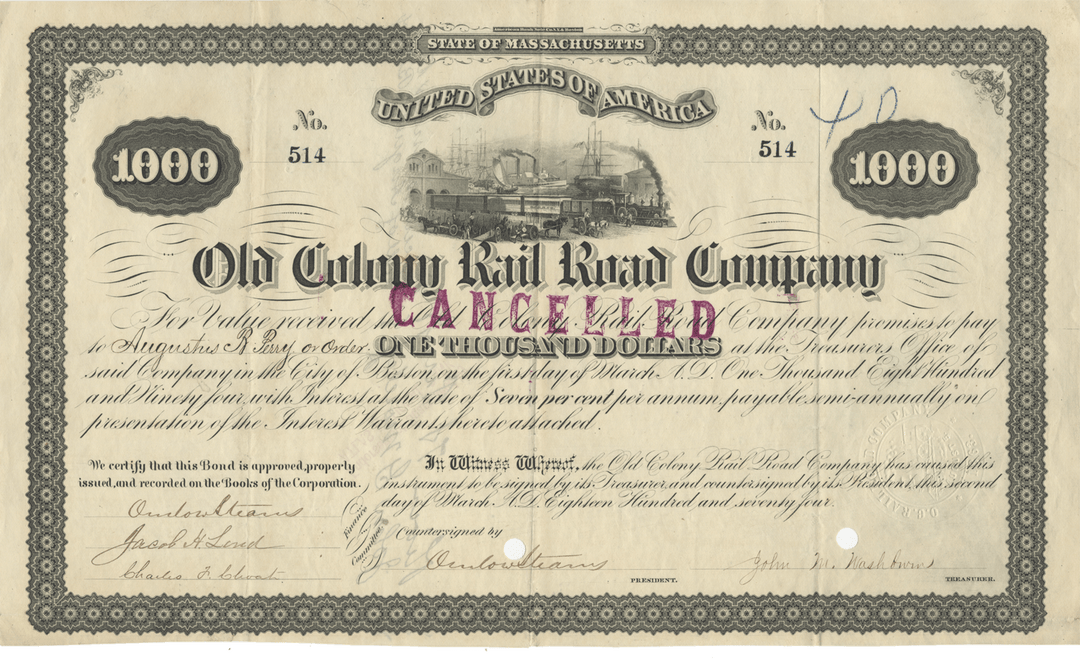 STATE OF MASSACHUSETTS
UNITED STATES OF AMERICA
No. No.
514 514
40
1000 1000
Old Colony Rail Road Company
CANCELLED
For Value received the Old Colony Rail Road Company promises to pay
to Augustus R Perry or Order ONE THOUSAND DOLLARS at the Treasurers Office of
said Company in the City of Boston on the first day of March A.D. One Thousand Eight Hundred
and Ninety four, with Interest at the rate of Seven per cent per annum, payable semi-annually on
presentation of the Interest Warrants hereto attached.
We certify that this Bond is approved, properly
issued, and recorded on the Books of the Corporation.
In Witness Whereof, the Old Colony Rail Road Company has caused this
instrument to be signed by its Treasurer, and countersigned by its President, this second
day of March A.D. Eighteen Hundred and seventy four.
Onslow Stearns
Jacob H. Loud
Charles F. Choate
Finance Committee
Countersigned by
Onslow Stearns
PRESIDENT.
John M. Washburn
TREASURER.